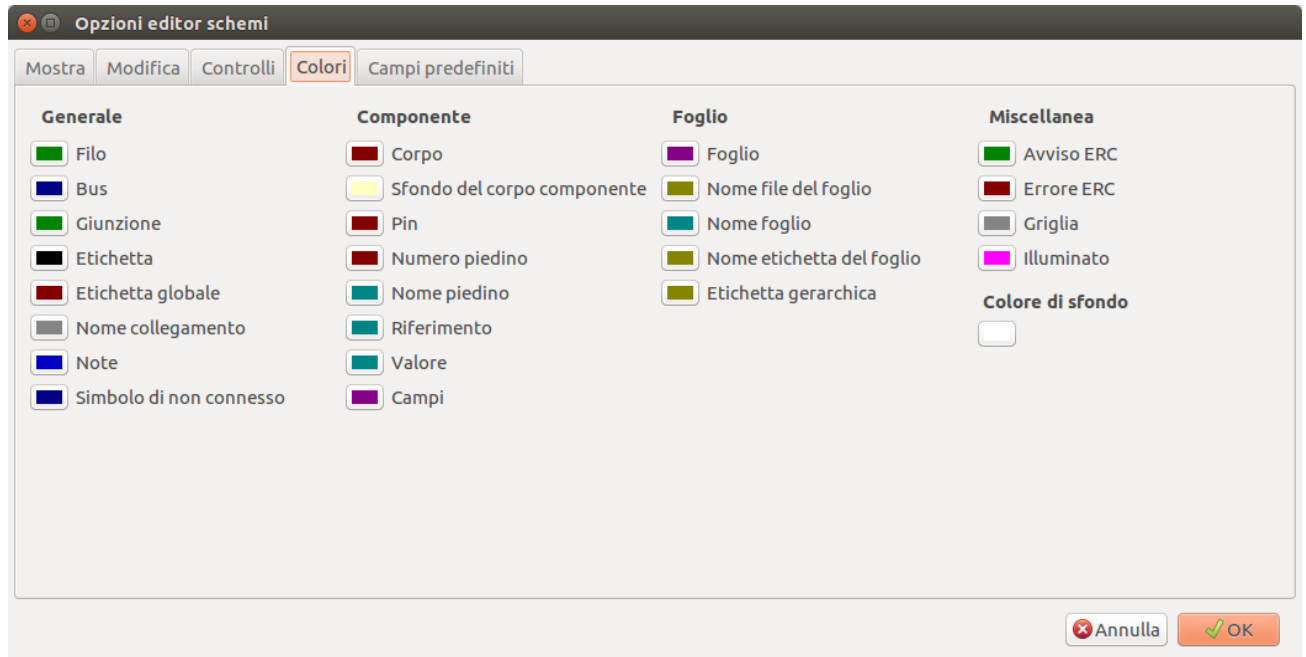 Opzioni editor schemi
Mostra Modifica Controlli Colori Campi predefiniti
Generale
Filo
Bus
Giunzione
Etichetta
Etichetta globale
Nome collegamento
Note
Simbolo di non connesso
Componente
Corpo
Sfondo del corpo componente
Pin
Numero piedino
Nome piedino
Riferimento
Valore
Campi
Foglio
Foglio
Nome file del foglio
Nome foglio
Nome etichetta del foglio
Etichetta gerarchica
Miscellanea
Avviso ERC
Errore ERC
Griglia
Illuminato
Colore di sfondo
Annulla OK